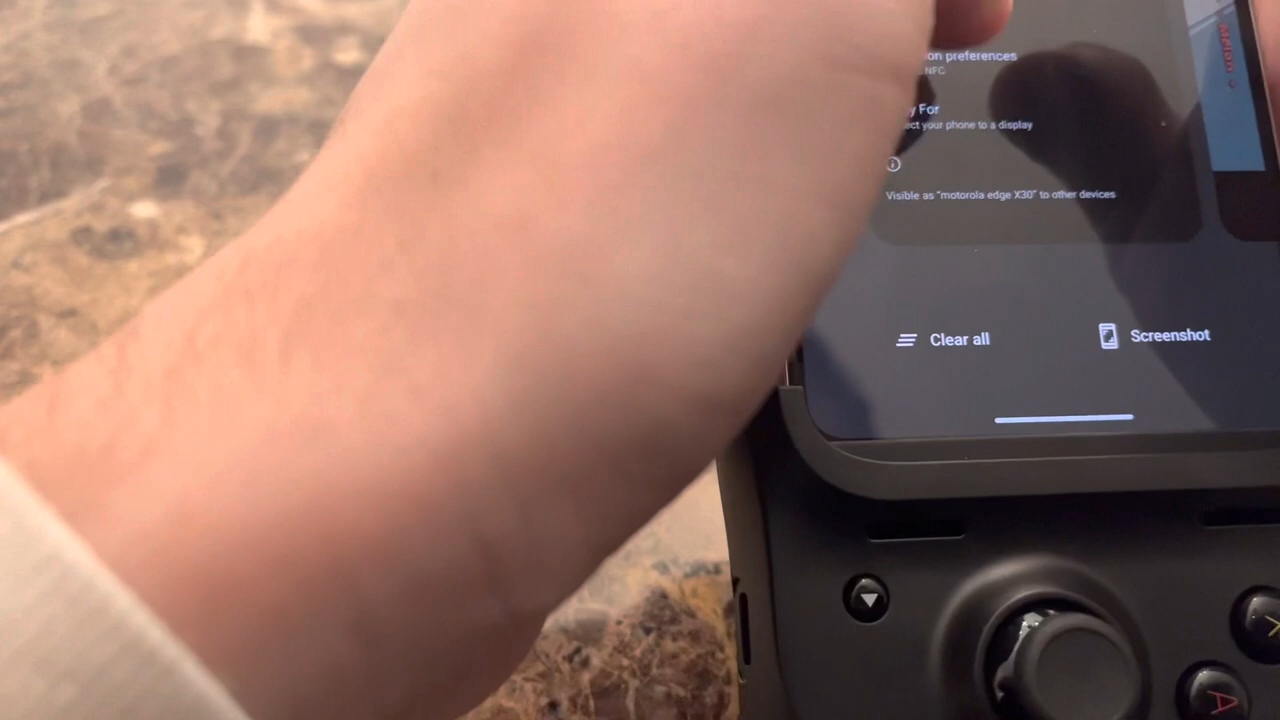 on preferences
NFC
y For
ect your phone to a display
Visible as "motorola edge X30" to other devices
Clear all
Screenshot
A